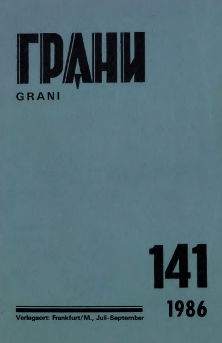 ГРАНИ
GRANI
141
1986
Verlagsort: Frankfurt/M., Juli-September